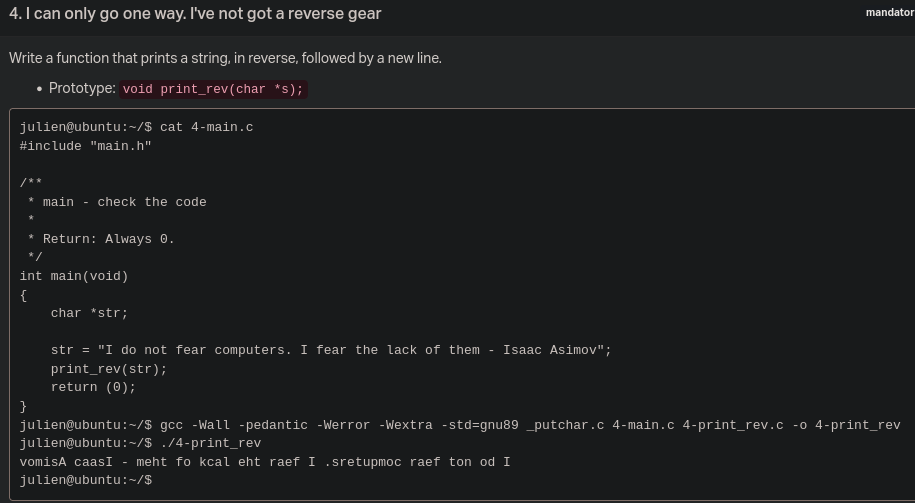 4. I can only go one way. I've not got a reverse gear
mandator
Write a function that prints a string, in reverse, followed by a new line.
• Prototype: void print_rev(char *s);
julien@ubuntu:~/$ cat 4-main.c
#include "main.h"
/**
 * main - check the code
 *
 * Return: Always 0.
 */
int main(void)
{
    char *str;
    str = "I do not fear computers. I fear the lack of them - Isaac Asimov";
    print_rev(str);
    return (0);
}
julien@ubuntu:~/$ gcc -Wall -pedantic -Werror -Wextra -std=gnu89 _putchar.c 4-main.c 4-print_rev.c -o 4-print_rev
julien@ubuntu:~/$ ./4-print_rev
vomisA caasI - meht fo kcal eht raef I .sretupmoc raef ton od I
julien@ubuntu:~/$